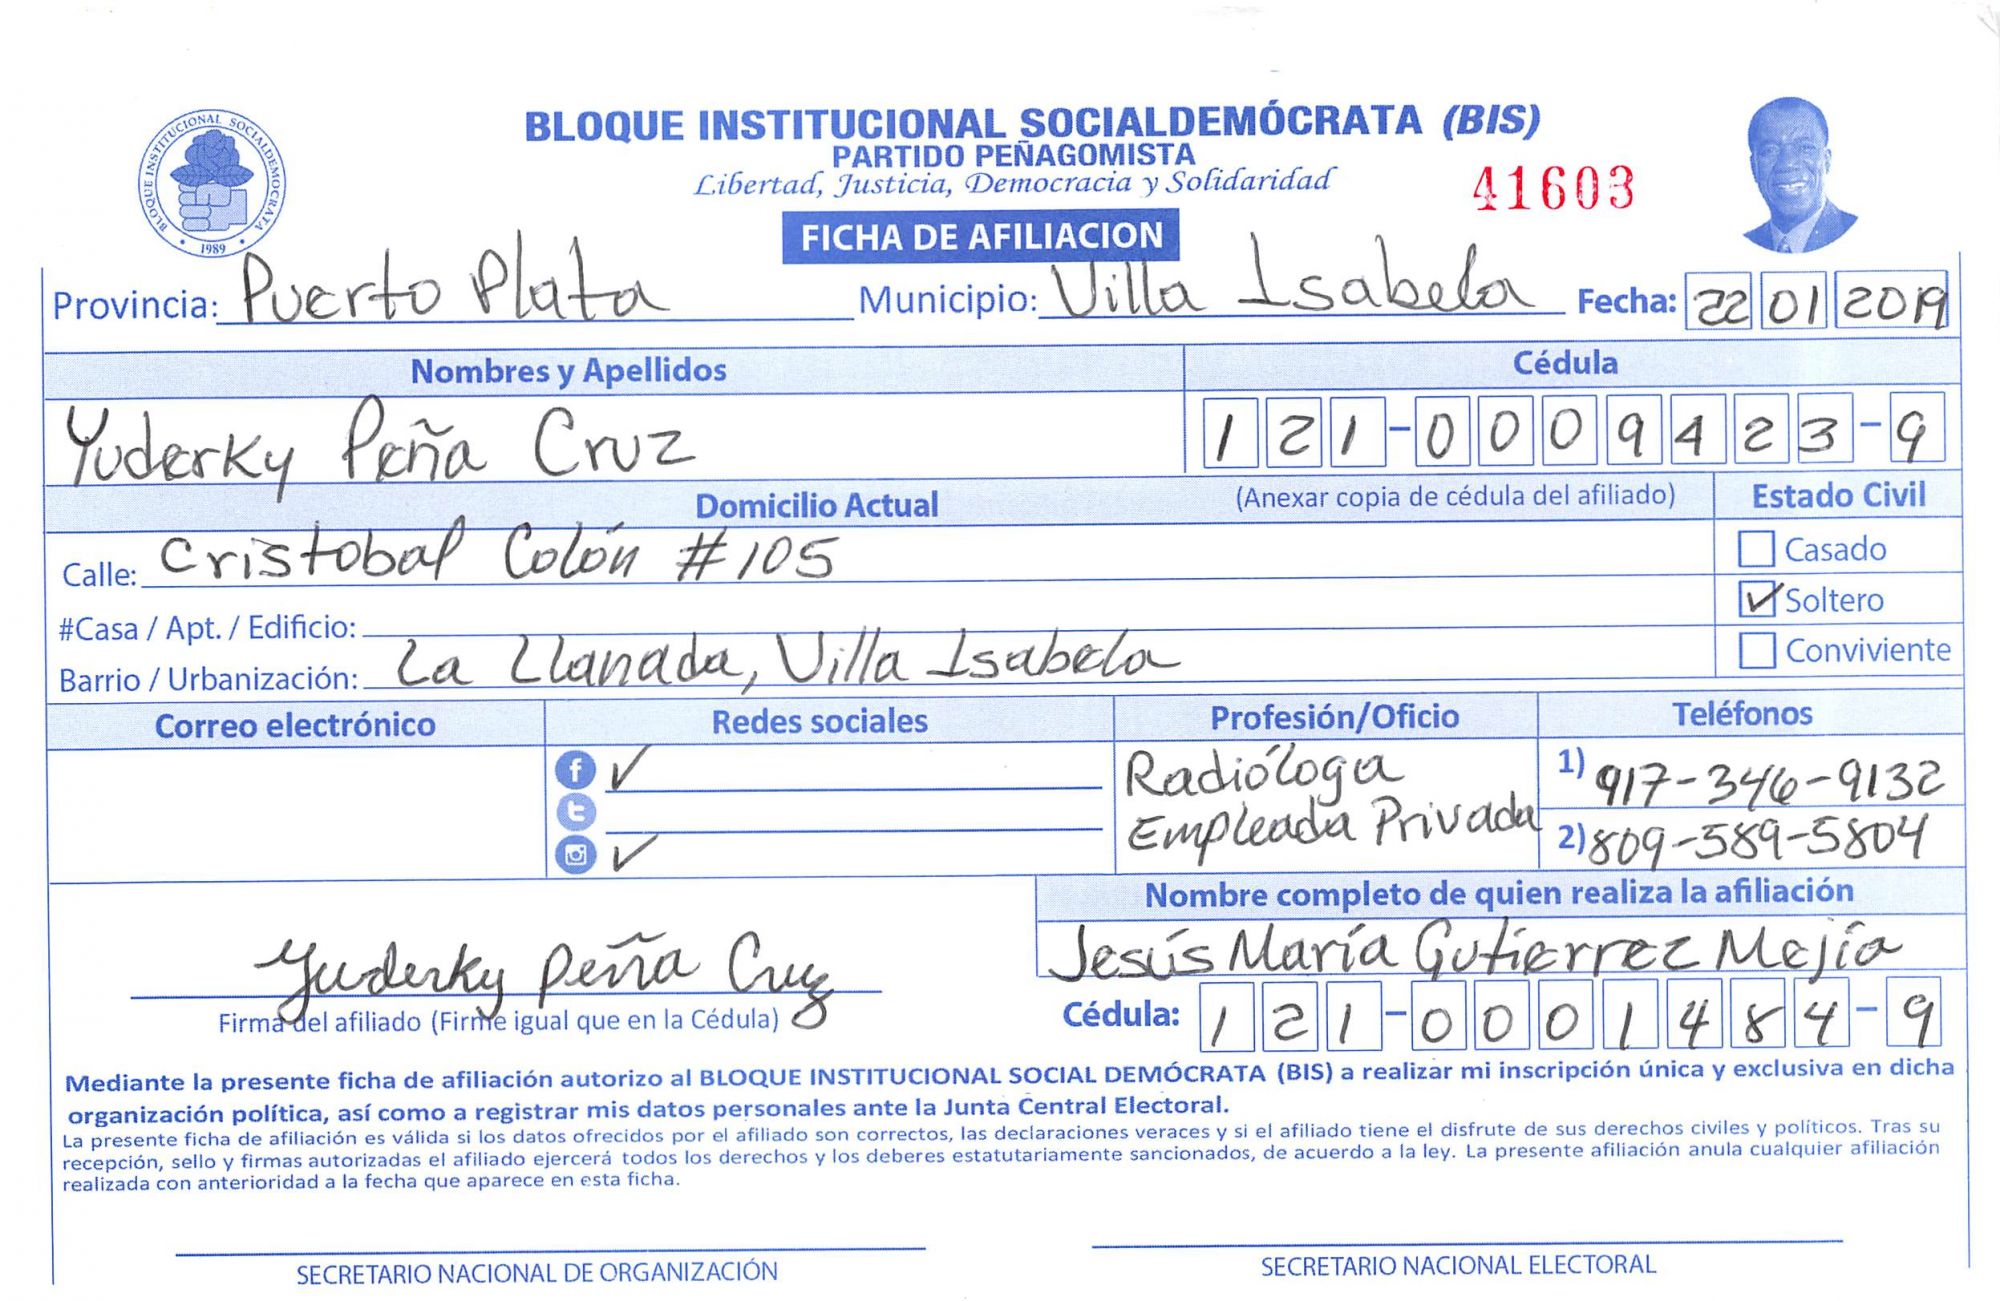 BLOQUE INSTITUCIONAL SOCIALDEMOCRATA
1989
BLOQUE INSTITUCIONAL SOCIALDEMÓCRATA (BIS)
PARTIDO PEÑAGOMISTA
Libertad, Justicia, Democracia y Solidaridad
41603
FICHA DE AFILIACION
Provincia: Puerto Plata Municipio: Villa Isabela Fecha: 22 01 2019
Nombres y Apellidos Cédula
Yuderky Peña Cruz 121-0009423-9
Domicilio Actual (Anexar copia de cédula del afiliado) Estado Civil
Calle: Cristobal Colón #105 Casado
#Casa / Apt. / Edificio: ✓ Soltero
Barrio / Urbanización: La Llanada, Villa Isabela Conviviente
Correo electrónico Redes sociales Profesión/Oficio Teléfonos
✓ Radióloga 1) 917-346-9132
Empleada Privada 2) 809-589-5804
✓
Nombre completo de quien realiza la afiliación
Yuderky Peña Cruz Jesús María Gutierrez Mejía
Firma del afiliado (Firme igual que en la Cédula) Cédula: 121-0001484-9
Mediante la presente ficha de afiliación autorizo al BLOQUE INSTITUCIONAL SOCIAL DEMÓCRATA (BIS) a realizar mi inscripción única y exclusiva en dicha
organización política, así como a registrar mis datos personales ante la Junta Central Electoral.
La presente ficha de afiliación es válida si los datos ofrecidos por el afiliado son correctos, las declaraciones veraces y si el afiliado tiene el disfrute de sus derechos civiles y políticos. Tras su
recepción, sello y firmas autorizadas el afiliado ejercerá todos los derechos y los deberes estatutariamente sancionados, de acuerdo a la ley. La presente afiliación anula cualquier afiliación
realizada con anterioridad a la fecha que aparece en esta ficha.
SECRETARIO NACIONAL DE ORGANIZACIÓN SECRETARIO NACIONAL ELECTORAL